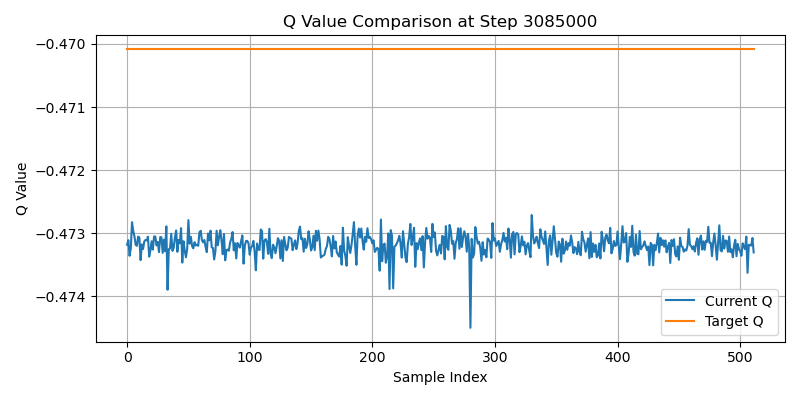 Q Value Comparison at Step 3085000
−0.470
−0.471
−0.472
−0.473
−0.474
Q Value
0
100
200
300
400
500
Sample Index
Current Q
Target Q